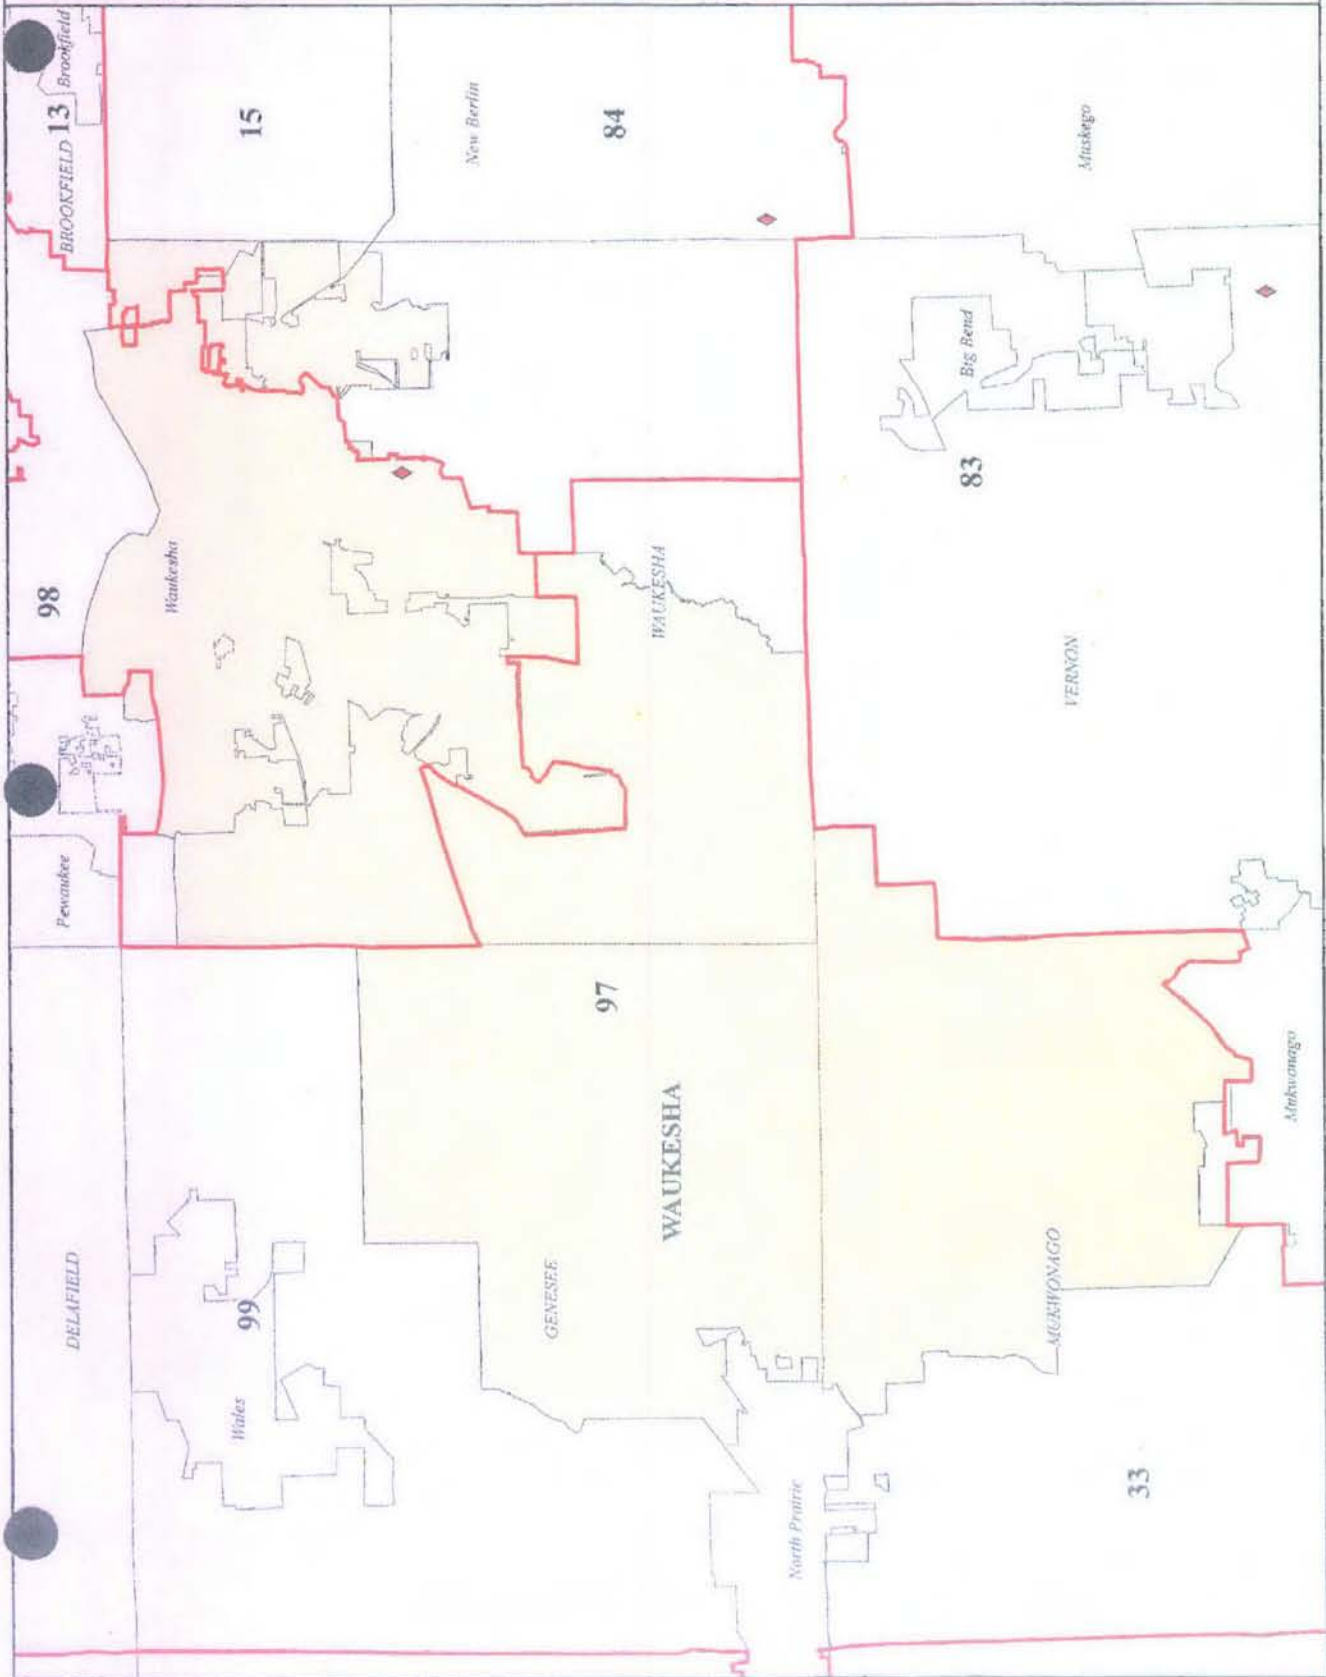 DELAFIELD
Pewaukee
98
BROOKFIELD
13
Brookfield
Wales
99
Waukesha
15
GENESEE
97
WAUKESHA
WAUKESHA
New Berlin
84
North Prairie
MUKWONAGO
VERNON
83
Big Bend
Muskego
33
Mukwonago